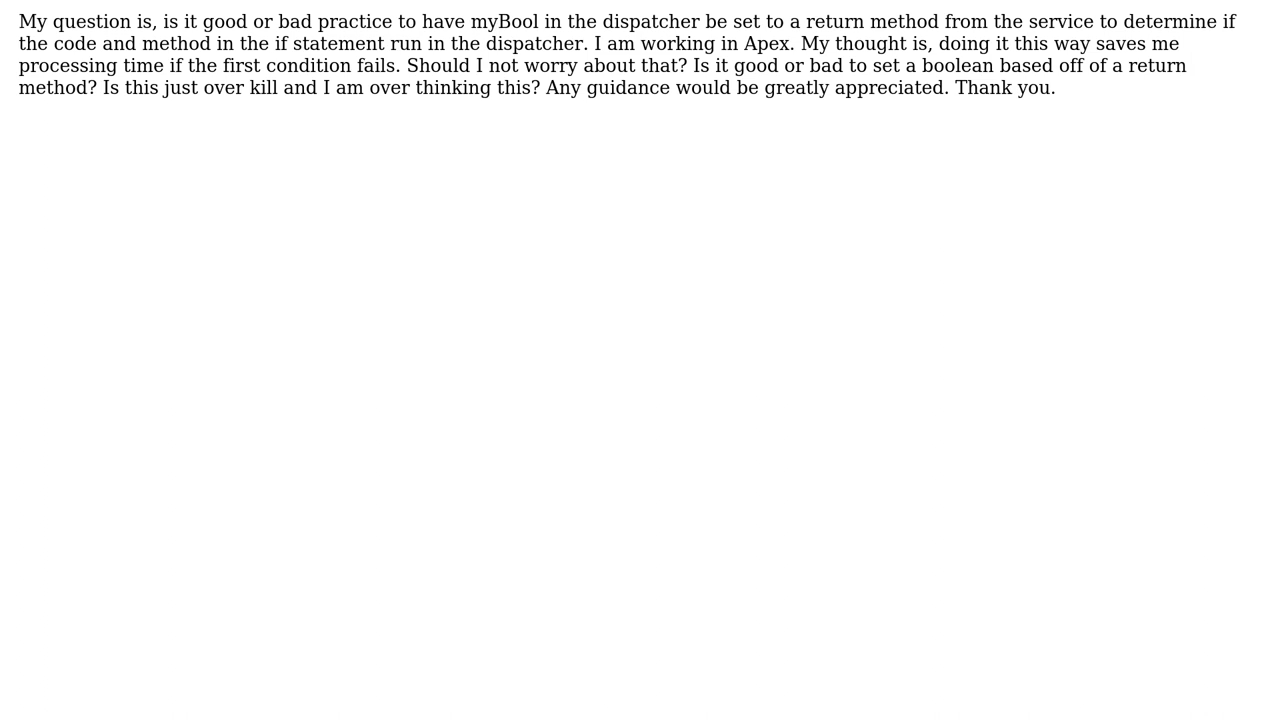 My question is, is it good or bad practice to have myBool in the dispatcher be set to a return method from the service to determine if
the code and method in the if statement run in the dispatcher. I am working in Apex. My thought is, doing it this way saves me
processing time if the first condition fails. Should I not worry about that? Is it good or bad to set a boolean based off of a return
method? Is this just over kill and I am over thinking this? Any guidance would be greatly appreciated. Thank you.